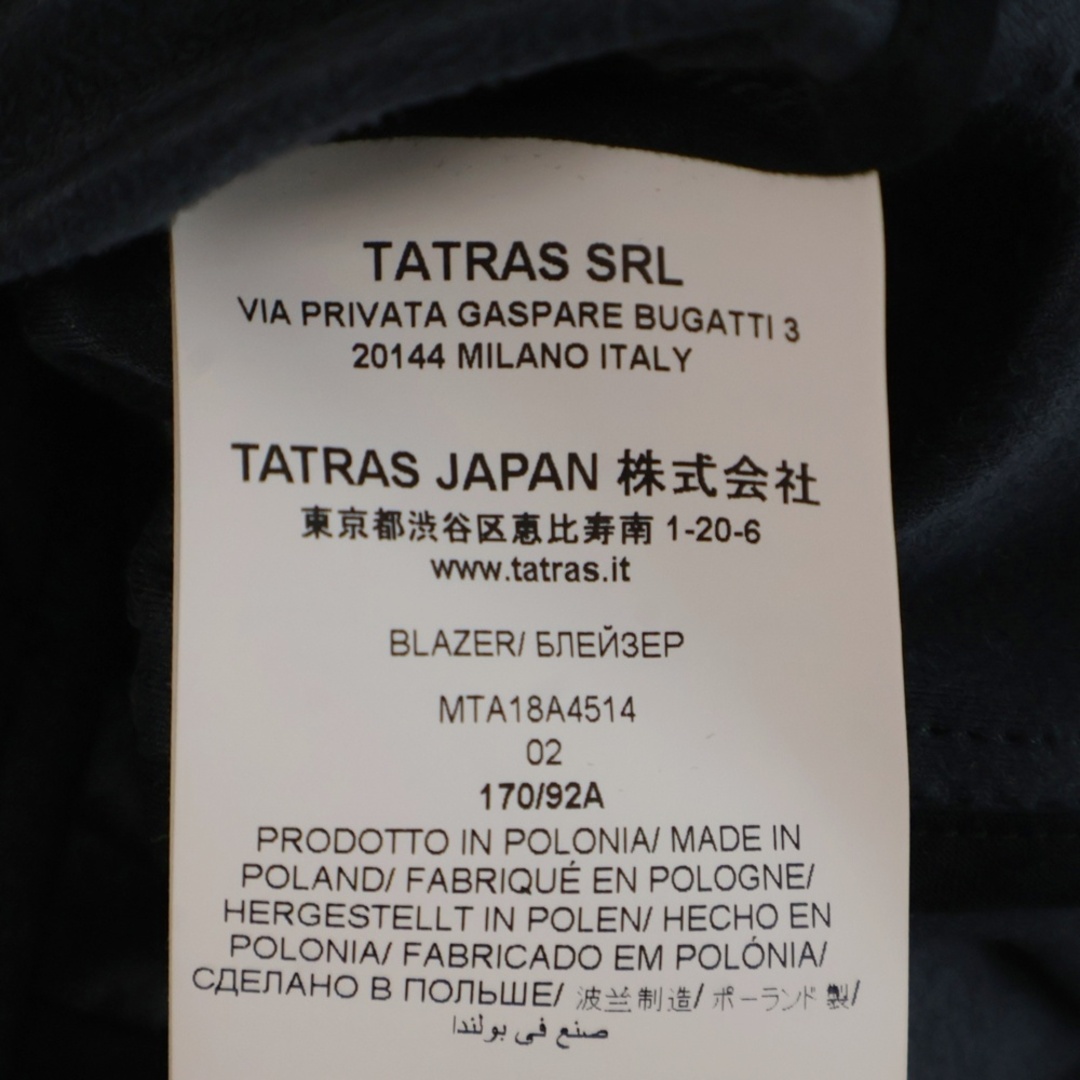 TATRAS SRL
VIA PRIVATA GASPARE BUGATTI 3
20144 MILANO ITALY
TATRAS JAPAN 株式会社
東京都渋谷区恵比寿南 1-20-6
www.tatras.it
BLAZER/ БЛЕЙЗЕР
MTA18A4514
02
170/92A
PRODOTTO IN POLONIA/ MADE IN
POLAND/ FABRIQUÉ EN POLOGNE/
HERGESTELLT IN POLEN/ HECHO EN
POLONIA/ FABRICADO EM POLÓNIA/
СДЕЛАНО В ПОЛЬШЕ/ 波兰制造/ ポーランド 製/
صنع في بولندا